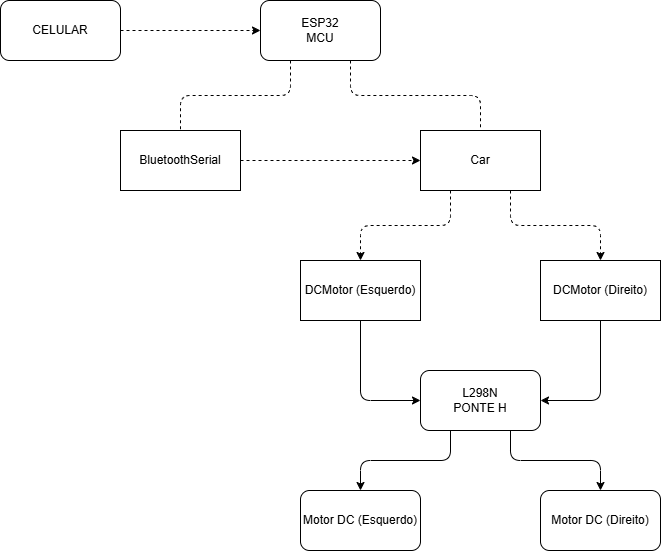 CELULAR
ESP32
MCU
BluetoothSerial
Car
DCMotor (Esquerdo)
DCMotor (Direito)
L298N
PONTE H
Motor DC (Esquerdo)
Motor DC (Direito)